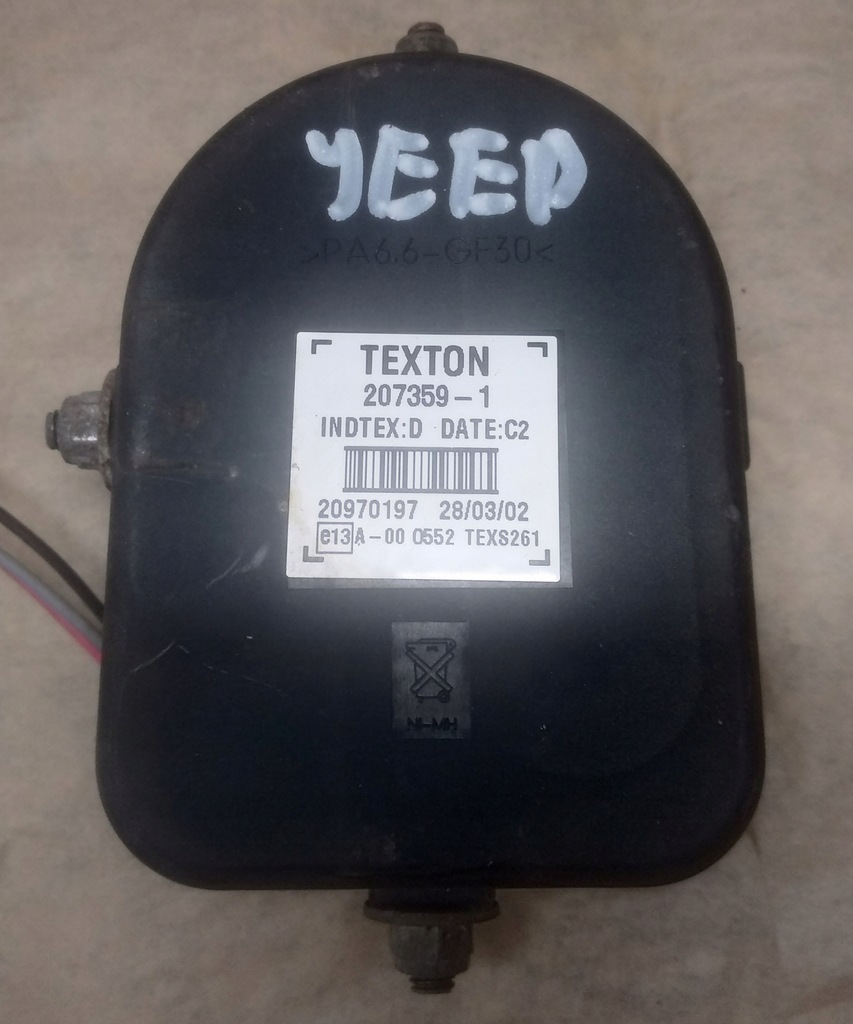 YEEP
>PA6.6-GF30<
TEXTON
207359-1
INDTEX:D DATE:C2
20970197 28/03/02
e13 A-00 0552 TEXS261
NI-MH